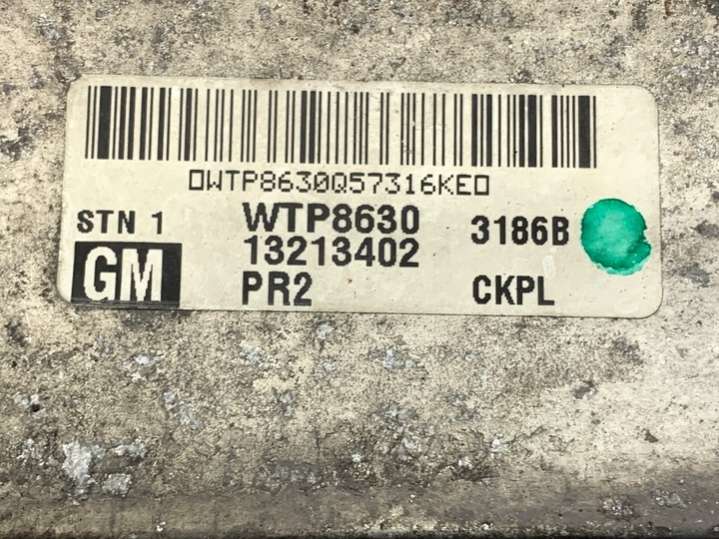 0WTP8630Q57316KE0
STN 1 WTP8630 3186B
13213402
GM PR2 CKPL